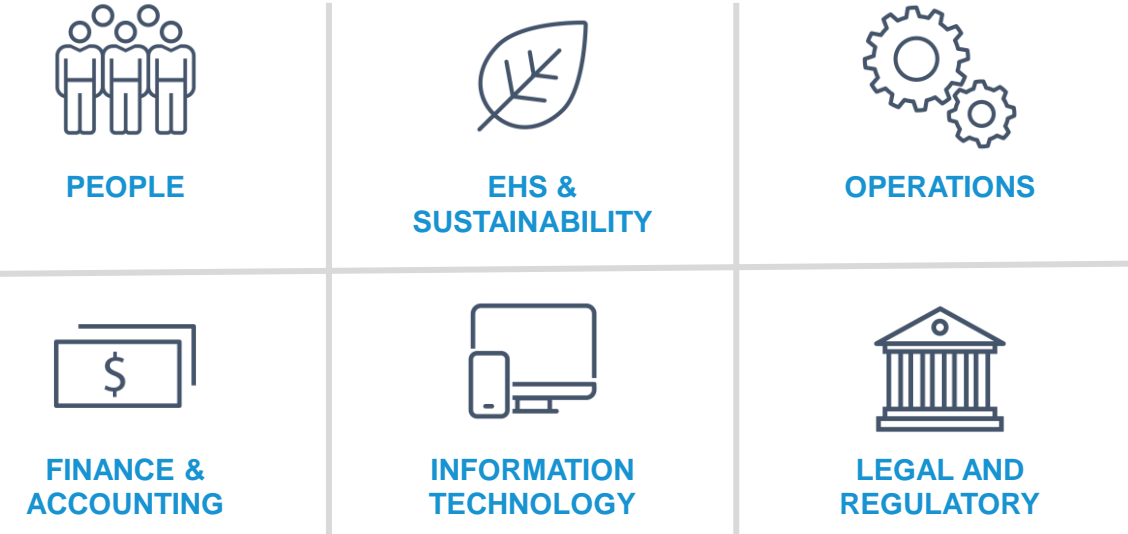 PEOPLE
EHS &
SUSTAINABILITY
OPERATIONS
$
FINANCE &
ACCOUNTING
INFORMATION
TECHNOLOGY
LEGAL AND
REGULATORY